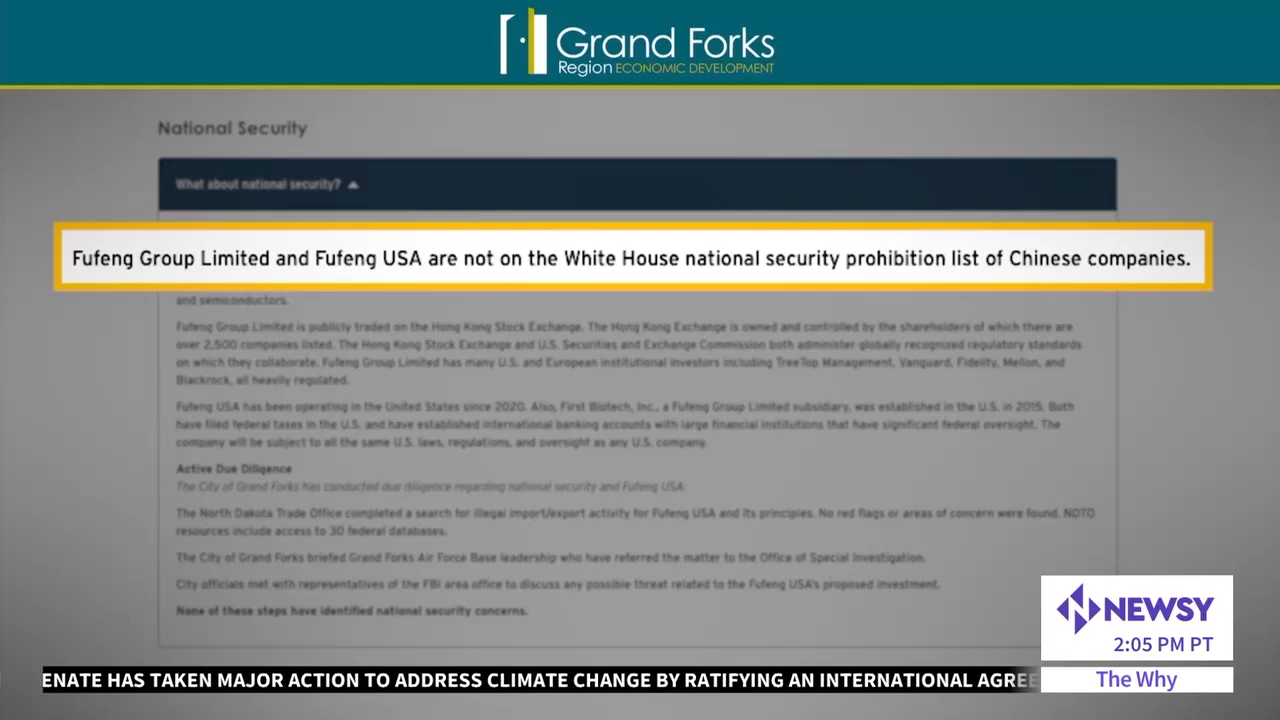 Grand Forks
Region ECONOMIC DEVELOPMENT
National Security
What about national security?
Fufeng Group Limited and Fufeng USA are not on the White House national security prohibition list of Chinese companies.
and semiconductors.
Fufeng Group Limited is publicly traded on the Hong Kong Stock Exchange. The Hong Kong Exchange is owned and controlled by the shareholders of which there are
over 2,500 companies listed. The Hong Kong Stock Exchange and U.S. Securities and Exchange Commission both administer globally recognized regulatory standards
on which they collaborate. Fufeng Group Limited has many U.S. and European institutional investors including TreeTop Management, Vanguard, Fidelity, Mellon, and
Blackrock, all heavily regulated.
Fufeng USA has been operating in the United States since 2020. Also, First Biotech, Inc., a Fufeng Group Limited subsidiary, was established in the U.S. in 2015. Both
have filed federal taxes in the U.S. and have established international banking accounts with large financial institutions that have significant federal oversight. The
company will be subject to all the same U.S. laws, regulations, and oversight as any U.S. company.
Active Due Diligence
The City of Grand Forks has conducted due diligence regarding national security and Fufeng USA.
The North Dakota Trade Office completed a search for illegal import/export activity for Fufeng USA and its principles. No red flags or areas of concern were found. NDTO
resources include access to 30 federal databases.
The City of Grand Forks briefed Grand Forks Air Force Base leadership who have referred the matter to the Office of Special Investigation.
City officials met with representatives of the FBI area office to discuss any possible threat related to the Fufeng USA's proposed investment.
None of these steps have identified national security concerns.
NEWSY
2:05 PM PT
The Why
ENATE HAS TAKEN MAJOR ACTION TO ADDRESS CLIMATE CHANGE BY RATIFYING AN INTERNATIONAL AGREE